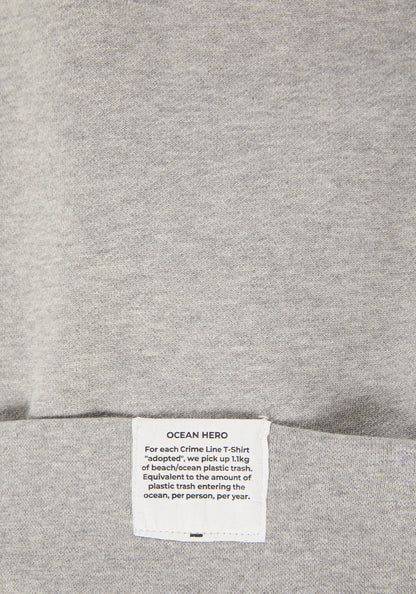 OCEAN HERO
For each Crime Line T-Shirt
"adopted", we pick up 1.1kg
of beach/ocean plastic trash.
Equivalent to the amount of
plastic trash entering the
ocean, per person, per year.